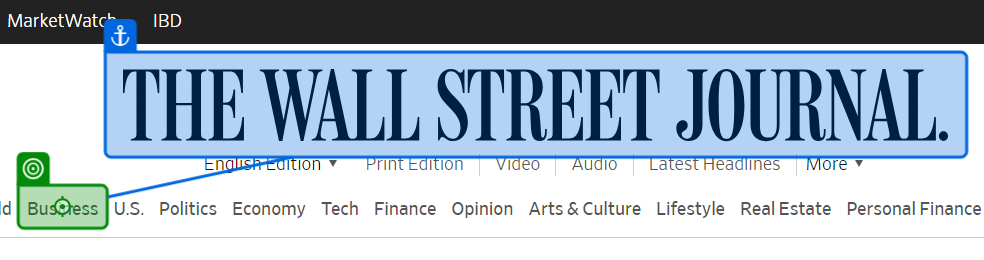 MarketWatch IBD
THE WALL STREET JOURNAL.
English Edition Print Edition Video Audio Latest Headlines More
ld Business U.S. Politics Economy Tech Finance Opinion Arts & Culture Lifestyle Real Estate Personal Finance